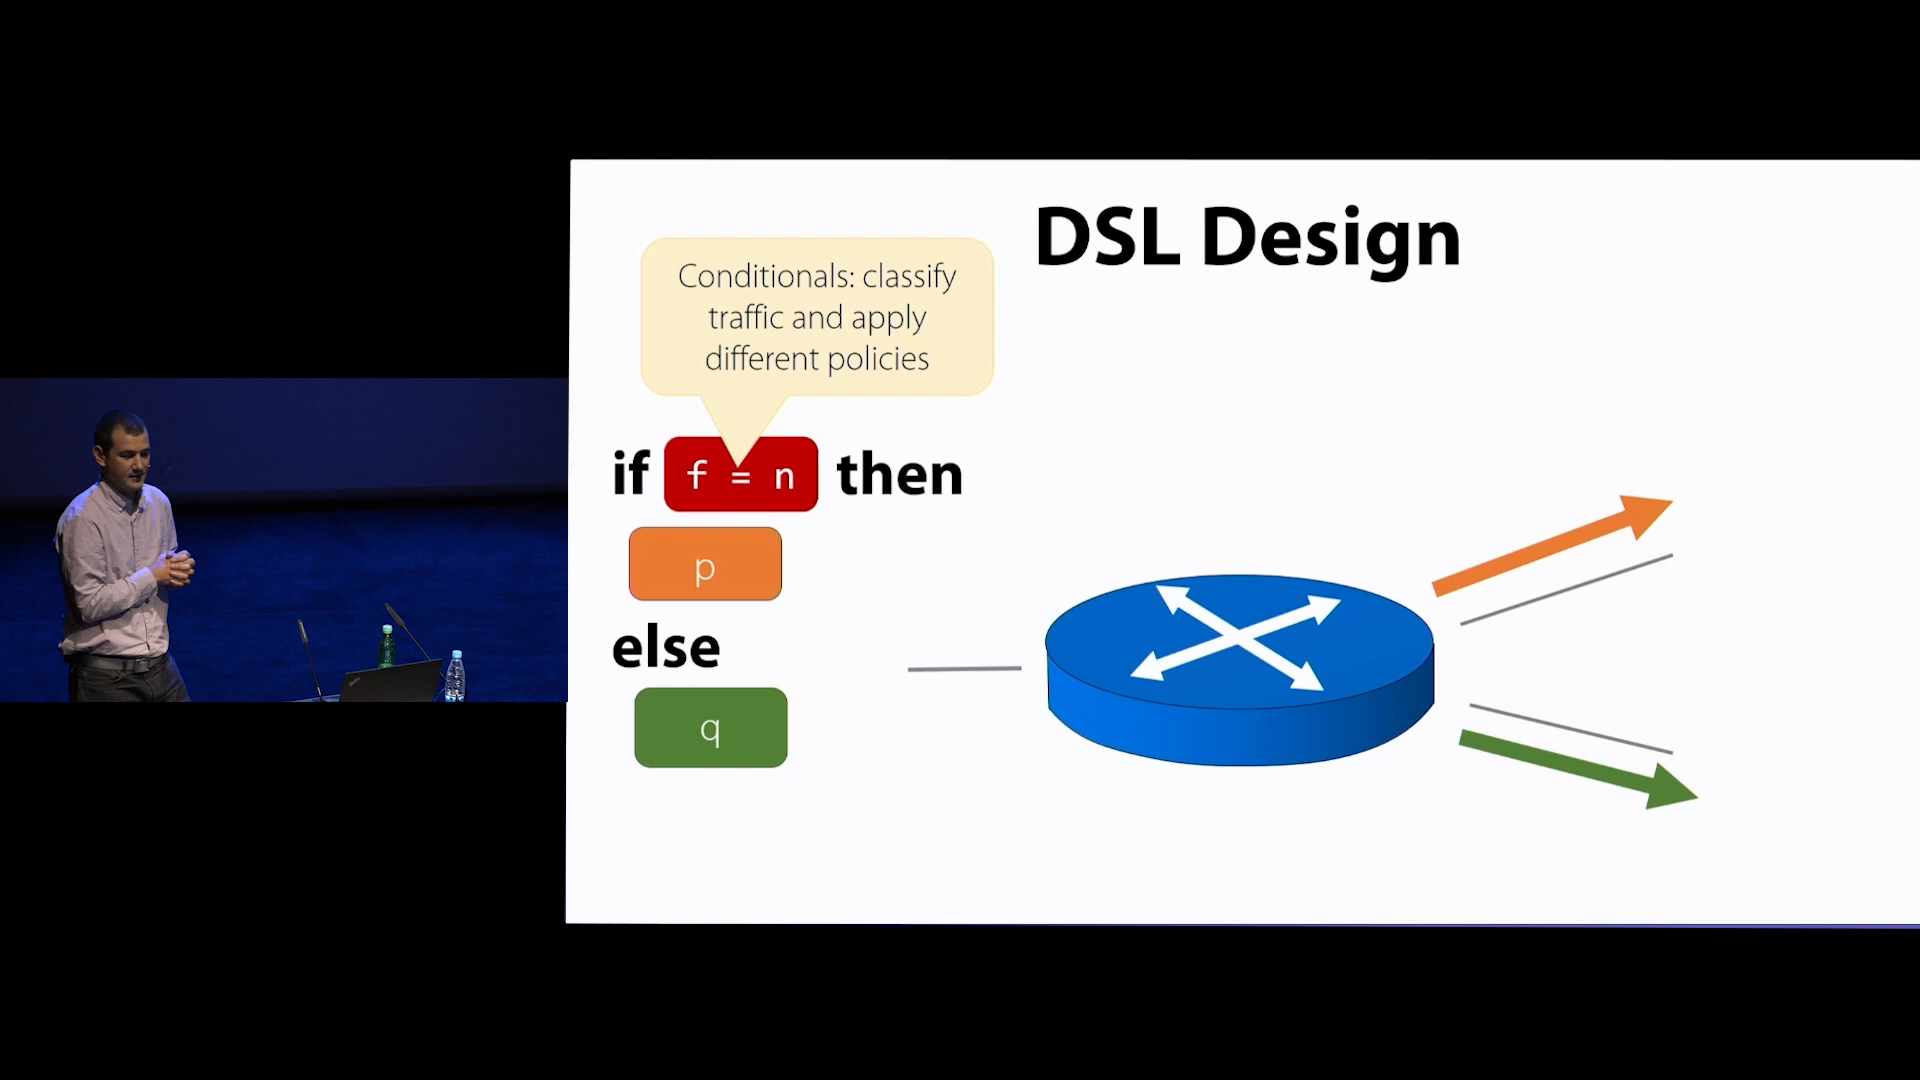 DSL Design
Conditionals: classify
traffic and apply
different policies
if f = n then
p
else
q